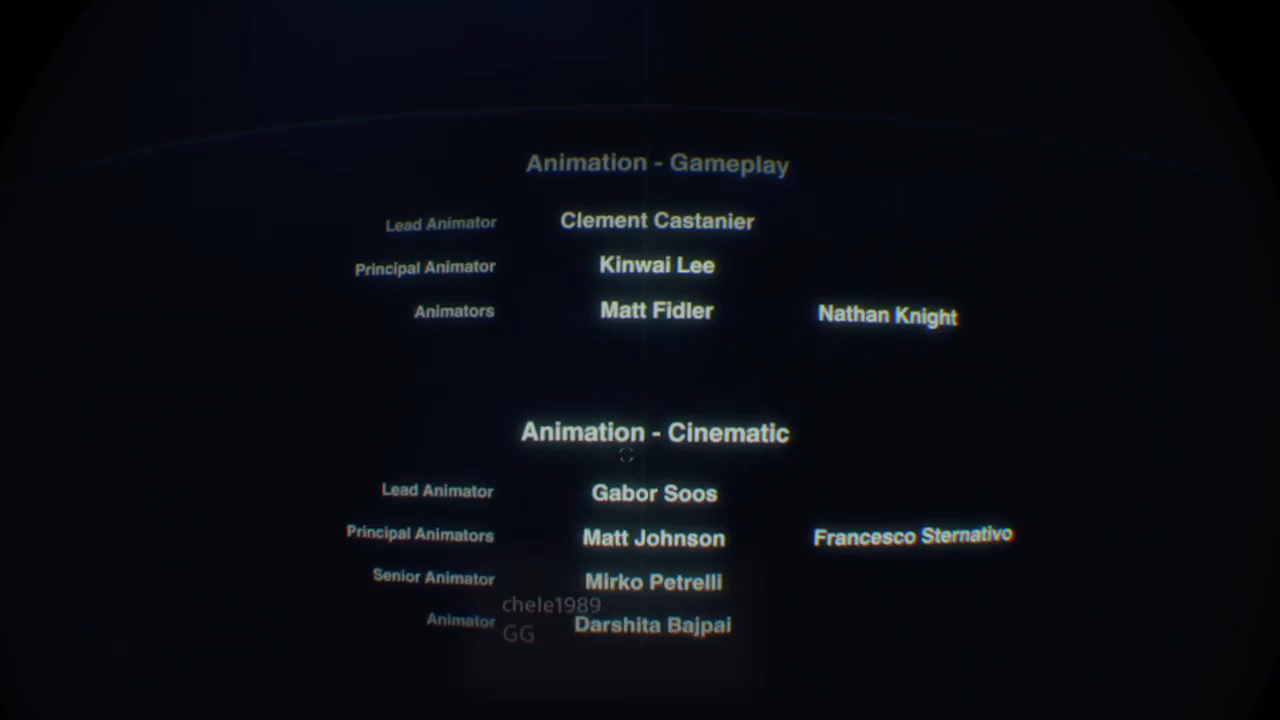 Animation - Gameplay
Lead Animator Clement Castanier
Principal Animator Kinwai Lee
Animators Matt Fidler Nathan Knight
Animation - Cinematic
Lead Animator Gabor Soos
Principal Animators Matt Johnson Francesco Sternativo
Senior Animator Mirko Petrelli
chele1989
Animator Darshita Bajpai
GG